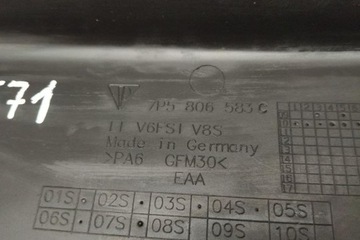 71
7P5 806 583 C
V6FSI V8S
Made in Germany
>PA6 GFM30<
EAA
01S 02S 03S 04S 05S
06S 07S 08S 09S 10S